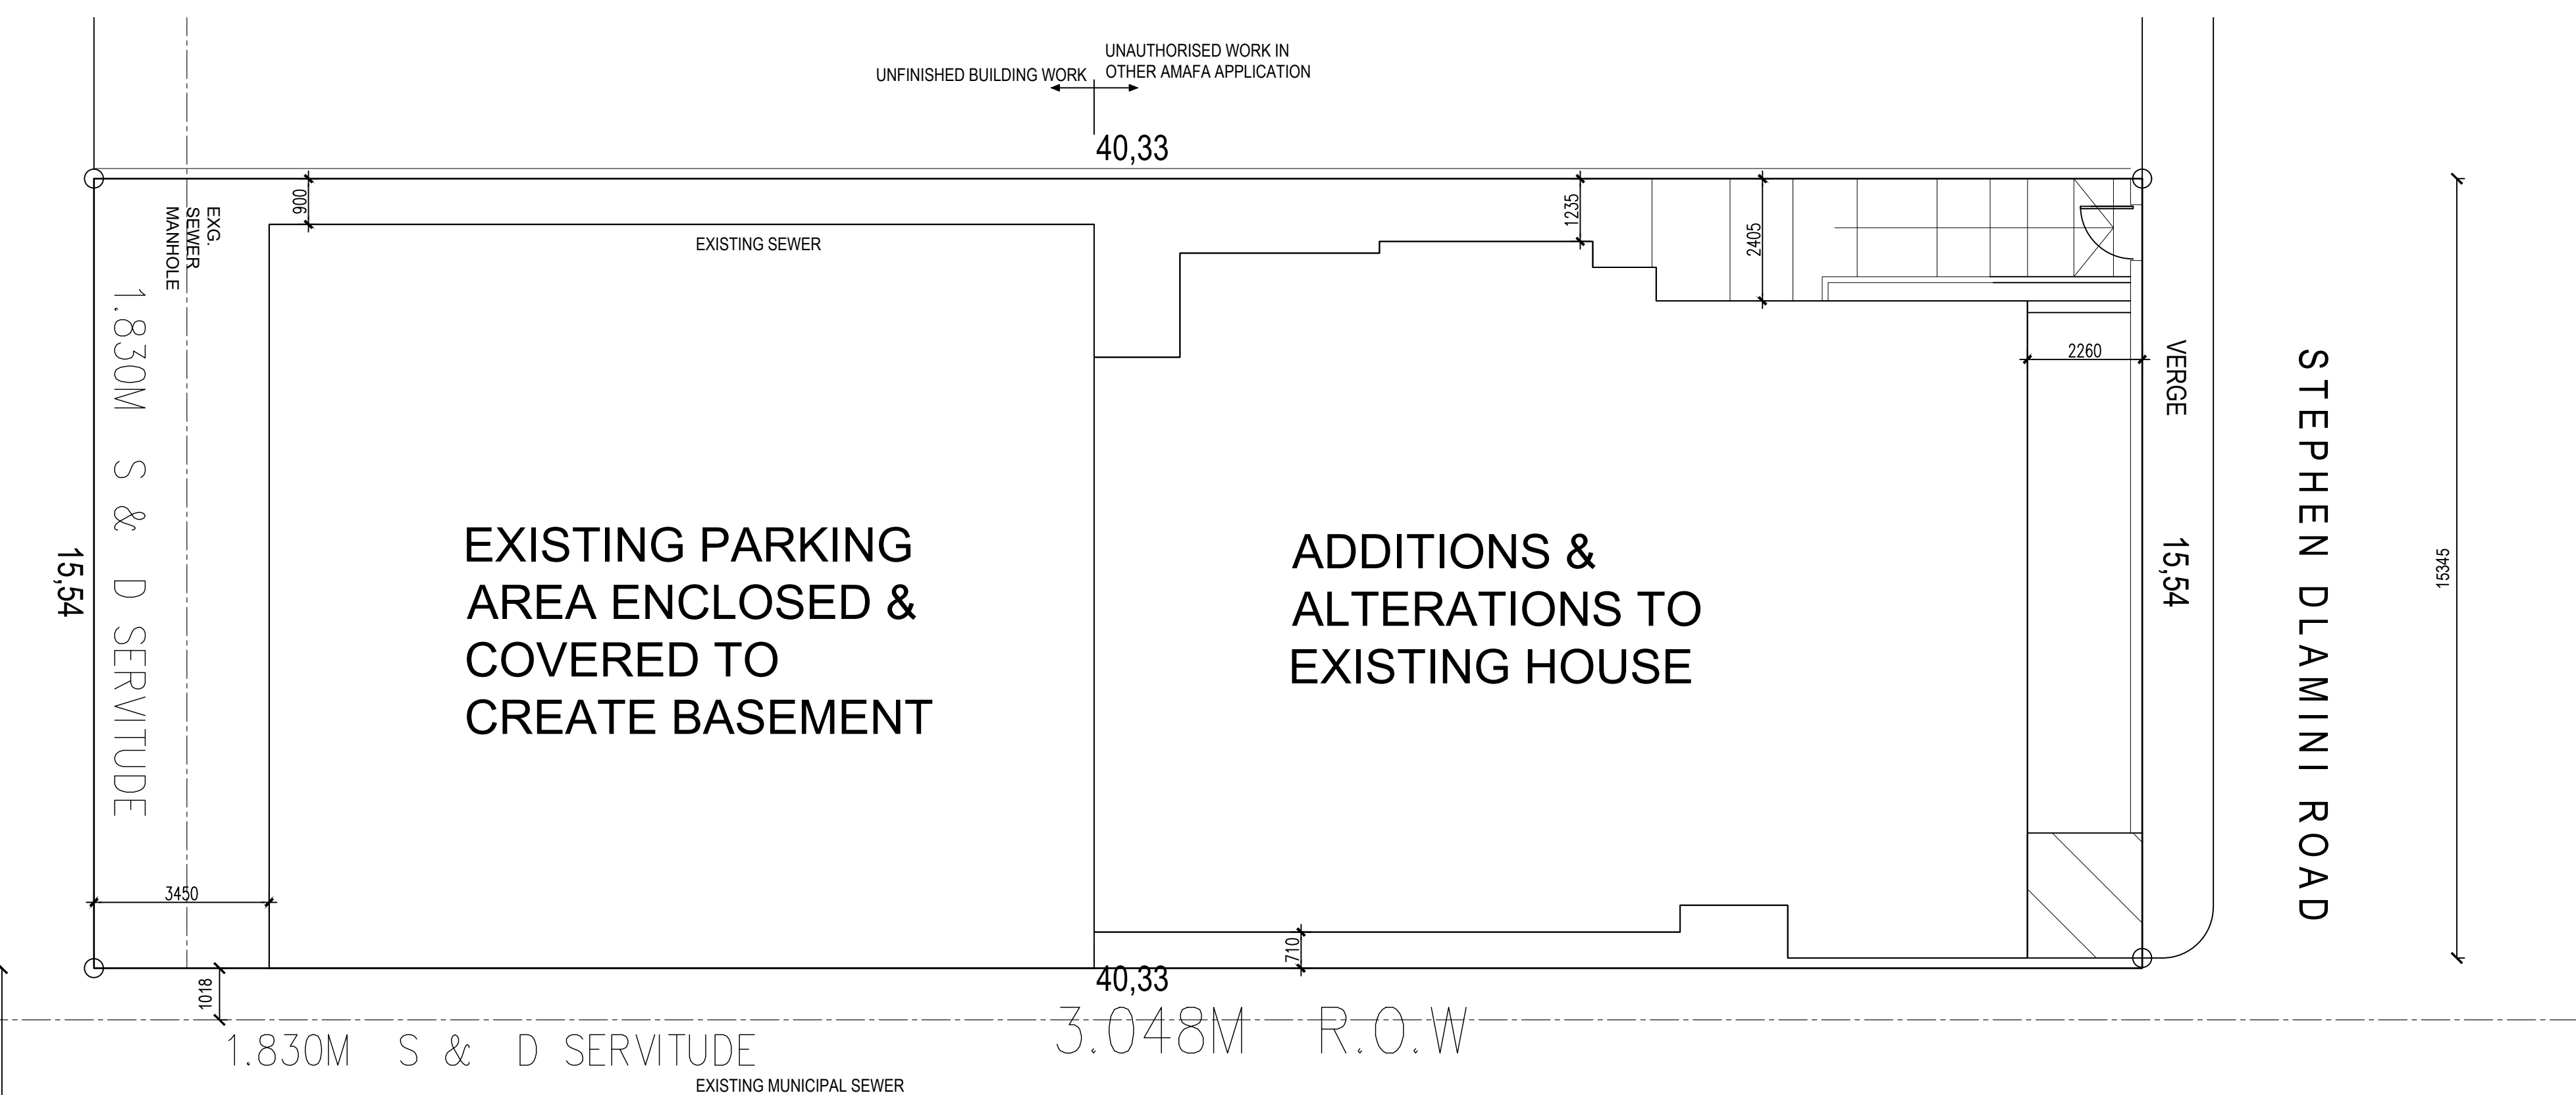 UNAUTHORISED WORK IN
UNFINISHED BUILDING WORK
OTHER AMAFA APPLICATION
40,33
900
1235
2405
EXG.
SEWER
MANHOLE
EXISTING SEWER
1.830M S & D SERVITUDE
2260
VERGE
STEPHEN DLAMINI ROAD
15,54
15,54
15345
EXISTING PARKING
AREA ENCLOSED &
COVERED TO
CREATE BASEMENT
ADDITIONS &
ALTERATIONS TO
EXISTING HOUSE
3450
710
1018
40,33
3.048M R.O.W
1.830M S & D SERVITUDE
EXISTING MUNICIPAL SEWER